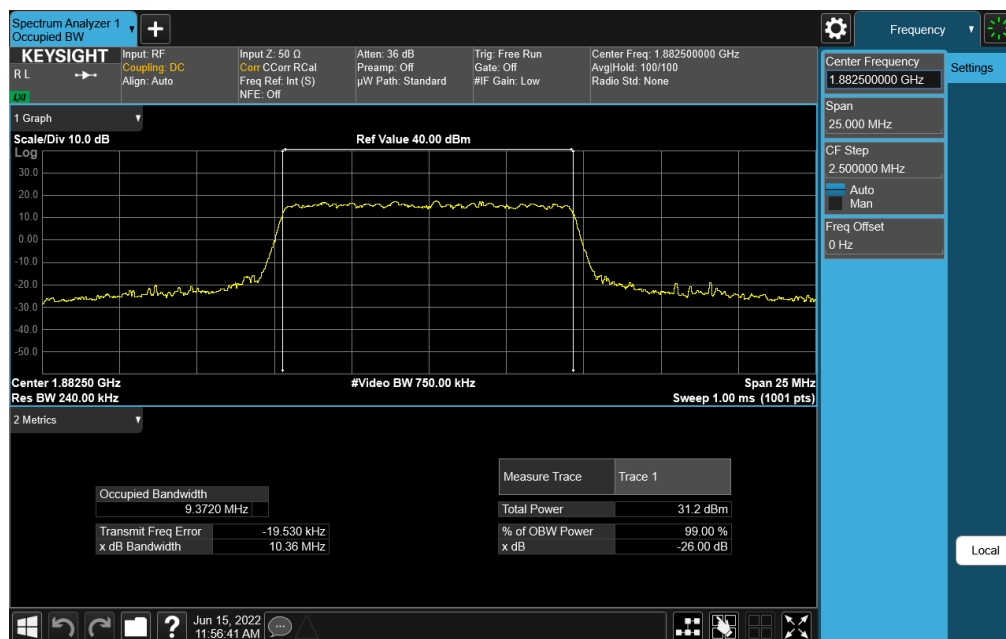 Spectrum Analyzer 1
Occupied BW
Frequency
KEYSIGHT
R L
LXI
Input: RF
Coupling: DC
Align: Auto
Input Z: 50 Ω
Corr CCorr RCal
Freq Ref: Int (S)
NFE: Off
Atten: 36 dB
Preamp: Off
µW Path: Standard
Trig: Free Run
Gate: Off
#IF Gain: Low
Center Freq: 1.882500000 GHz
Avg|Hold: 100/100
Radio Std: None
Center Frequency
1.882500000 GHz
Settings
Span
25.000 MHz
CF Step
2.500000 MHz
Auto
Man
Freq Offset
0 Hz
Local
1 Graph
Scale/Div 10.0 dB
Ref Value 40.00 dBm
Log
30.0
20.0
10.0
0.00
-10.0
-20.0
-30.0
-40.0
-50.0
Center 1.88250 GHz
#Video BW 750.00 kHz
Span 25 MHz
Res BW 240.00 kHz
Sweep 1.00 ms (1001 pts)
2 Metrics
Occupied Bandwidth
9.3720 MHz
Transmit Freq Error -19.530 kHz
x dB Bandwidth 10.36 MHz
Measure Trace Trace 1
Total Power 31.2 dBm
% of OBW Power 99.00 %
x dB -26.00 dB
?
Jun 15, 2022
11:56:41 AM